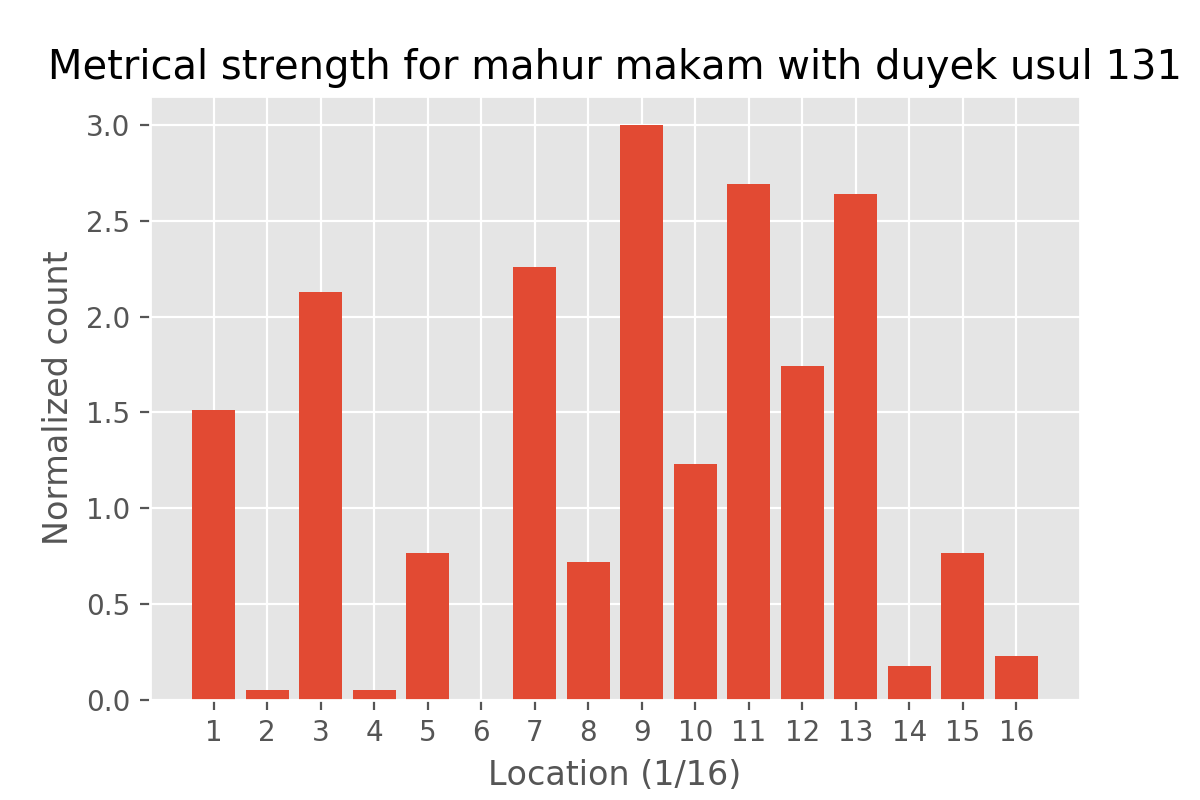 Metrical strength for mahur makam with duyek usul 131
3.0
2.5
2.0
1.5
1.0
0.5
0.0
Normalized count
1 2 3 4 5 6 7 8 9 10 11 12 13 14 15 16
Location (1/16)